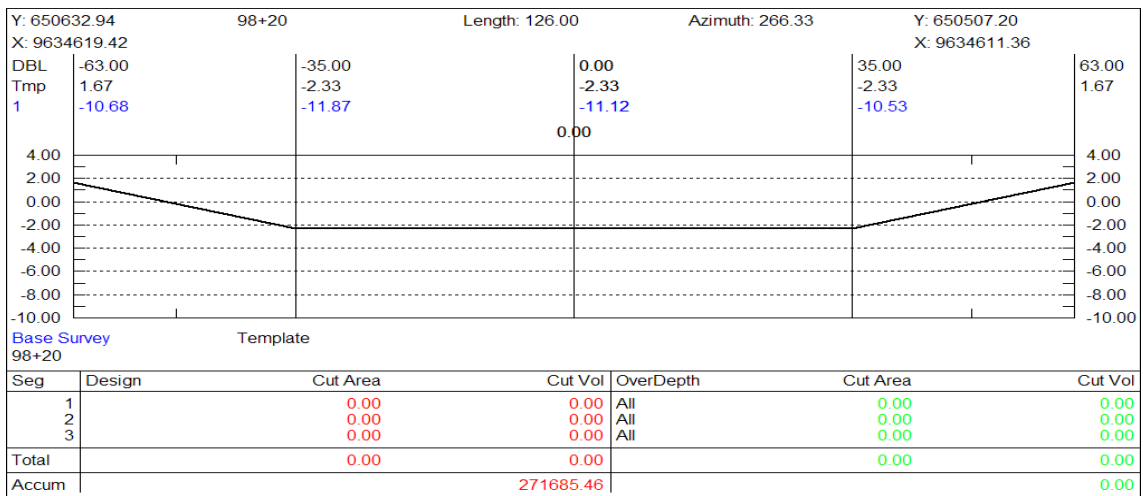 Y: 650632.94 98+20 Length: 126.00 Azimuth: 266.33 Y: 650507.20
X: 9634619.42 X: 9634611.36
DBL -63.00 -35.00 0.00 35.00 63.00
Tmp 1.67 -2.33 -2.33 -2.33 1.67
1 -10.68 -11.87 -11.12 -10.53
0.00
4.00 4.00
2.00 2.00
0.00 0.00
-2.00 -2.00
-4.00 -4.00
-6.00 -6.00
-8.00 -8.00
-10.00 -10.00
Base Survey Template
98+20
Seg Design Cut Area Cut Vol OverDepth Cut Area Cut Vol
1 0.00 0.00 All 0.00 0.00
2 0.00 0.00 All 0.00 0.00
3 0.00 0.00 All 0.00 0.00
Total 0.00 0.00 0.00 0.00
Accum 271685.46 0.00